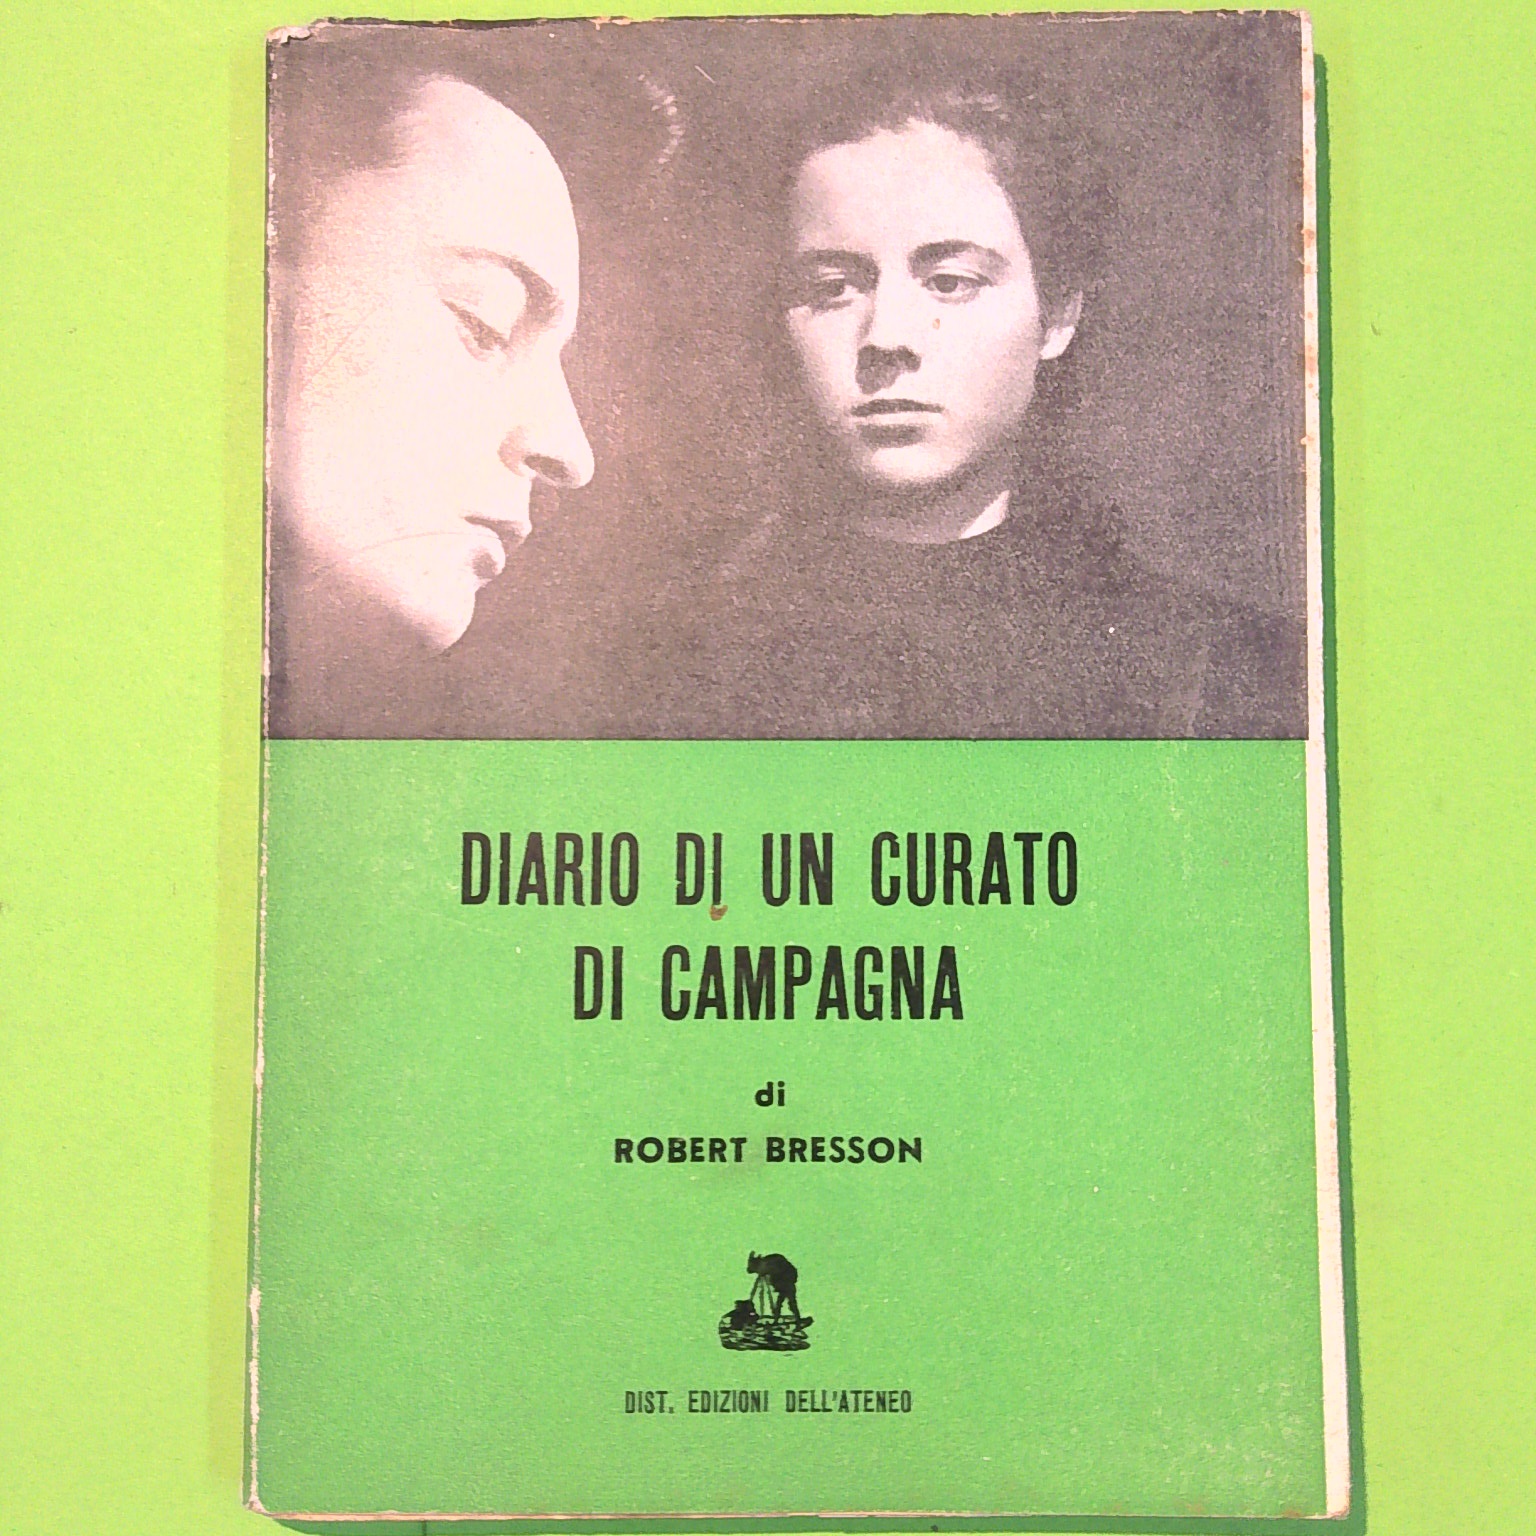 DIARIO DI UN CURATO
DI CAMPAGNA
di
ROBERT BRESSON
DIST. EDIZIONI DELL'ATENEO